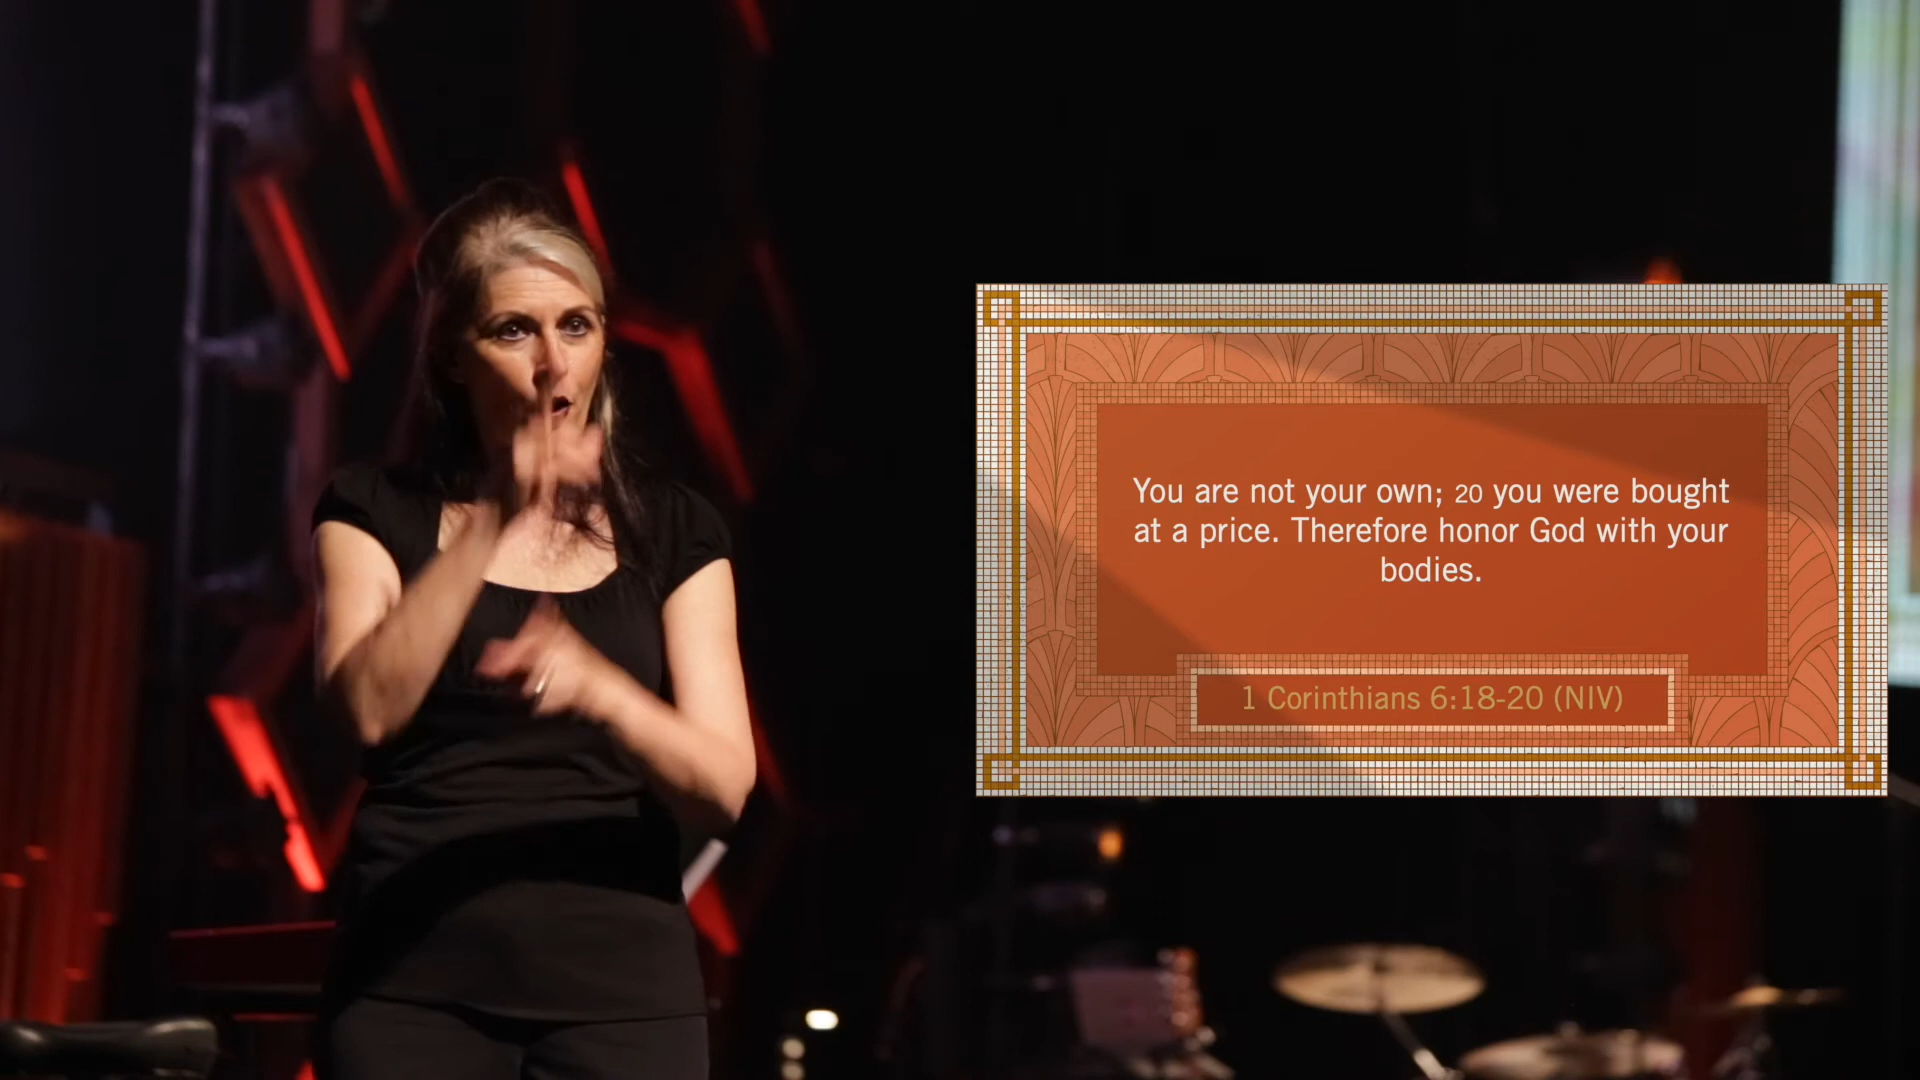 You are not your own; 20 you were bought
at a price. Therefore honor God with your
bodies.
1 Corinthians 6:18-20 (NIV)